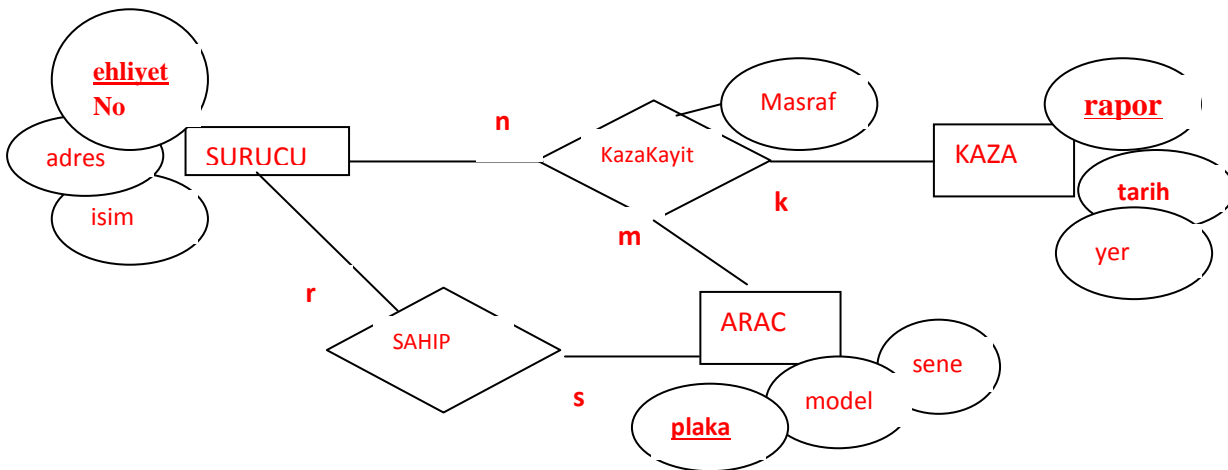 ehliyet
No
adres
isim
SURUCU
n
KazaKayit
Masraf
k
m
KAZA
rapor
tarih
yer
r
SAHIP
s
ARAC
sene
model
plaka